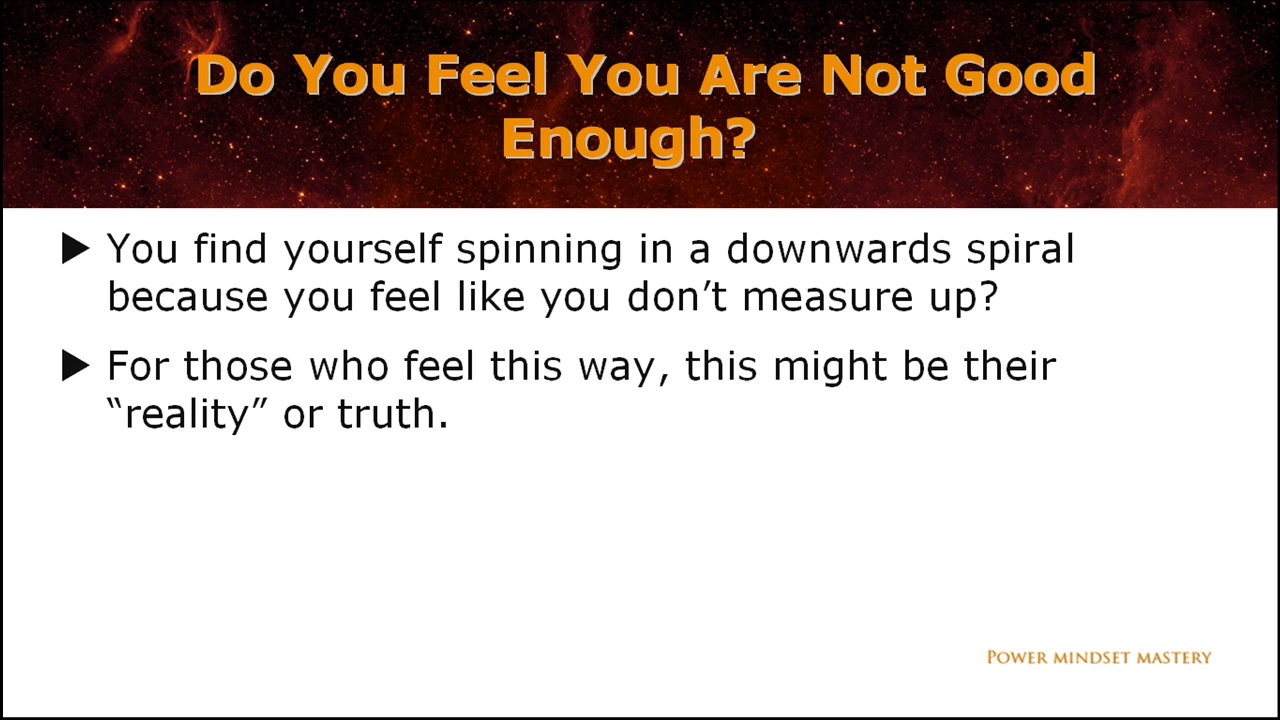 Do You Feel You Are Not Good
Enough?
▶ You find yourself spinning in a downwards spiral
because you feel like you don’t measure up?
▶ For those who feel this way, this might be their
“reality” or truth.
POWER MINDSET MASTERY